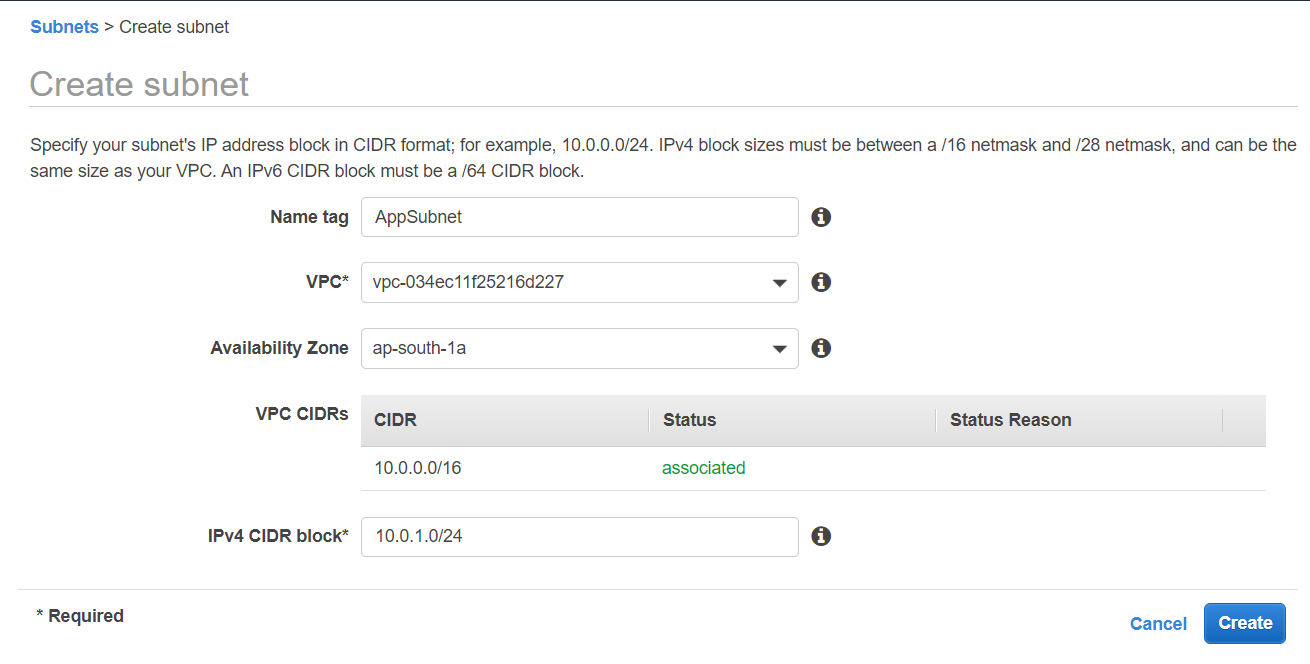 Subnets > Create subnet
Create subnet
Specify your subnet's IP address block in CIDR format; for example, 10.0.0.0/24. IPv4 block sizes must be between a /16 netmask and /28 netmask, and can be the
same size as your VPC. An IPv6 CIDR block must be a /64 CIDR block.
Name tag AppSubnet
VPC* vpc-034ec11f25216d227
Availability Zone ap-south-1a
VPC CIDRs CIDR Status Status Reason
10.0.0.0/16 associated
IPv4 CIDR block* 10.0.1.0/24
* Required Cancel Create